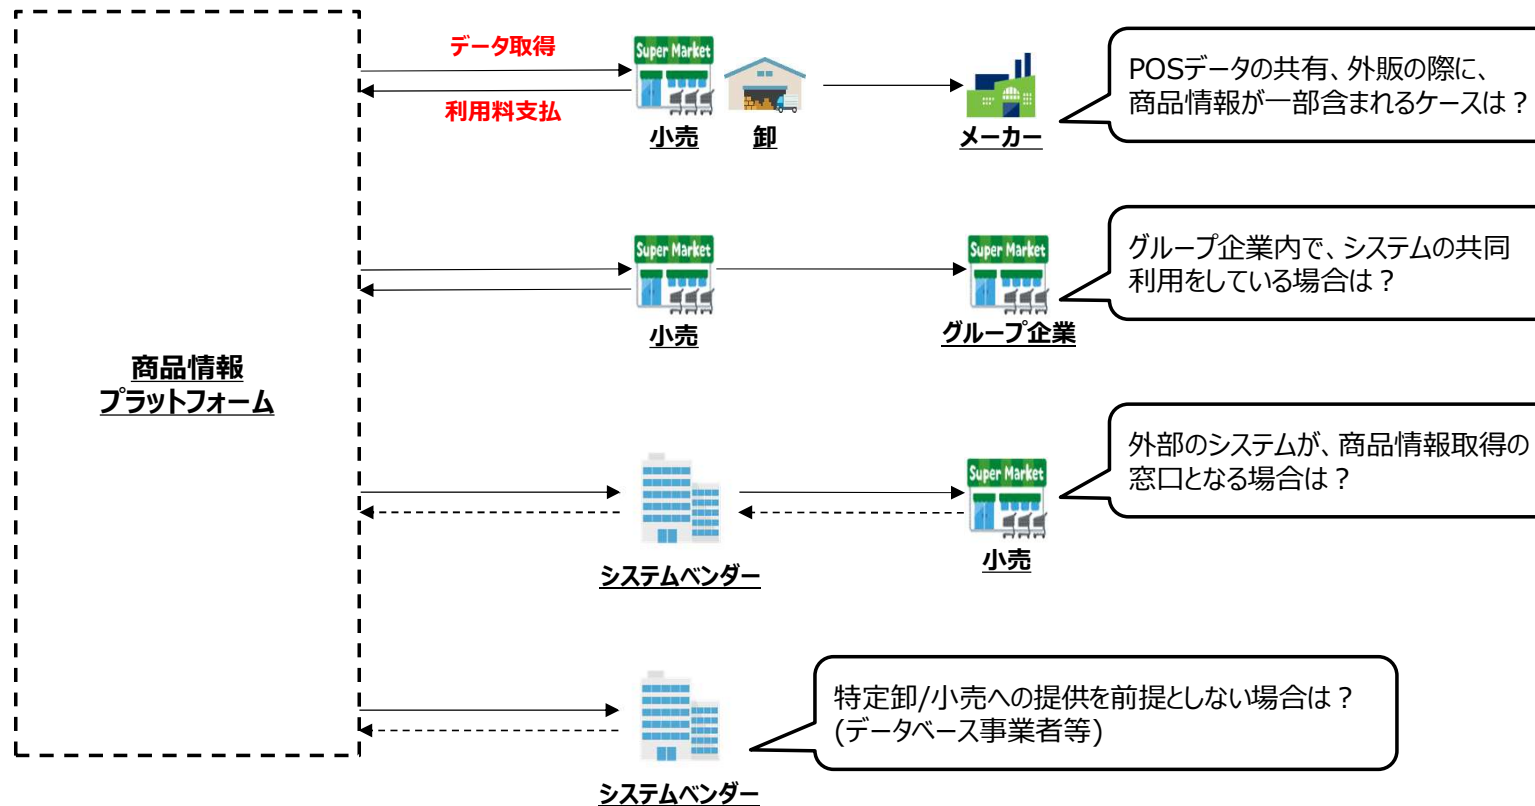 データ取得
利用料支払
Super Market
小売
卸
メーカー
POSデータの共有、外販の際に、
商品情報が一部含まれるケースは？
Super Market
小売
Super Market
グループ企業
グループ企業内で、システムの共同
利用をしている場合は？
商品情報
プラットフォーム
システムベンダー
Super Market
小売
外部のシステムが、商品情報取得の
窓口となる場合は？
システムベンダー
特定卸/小売への提供を前提としない場合は？
(データベース事業者等)